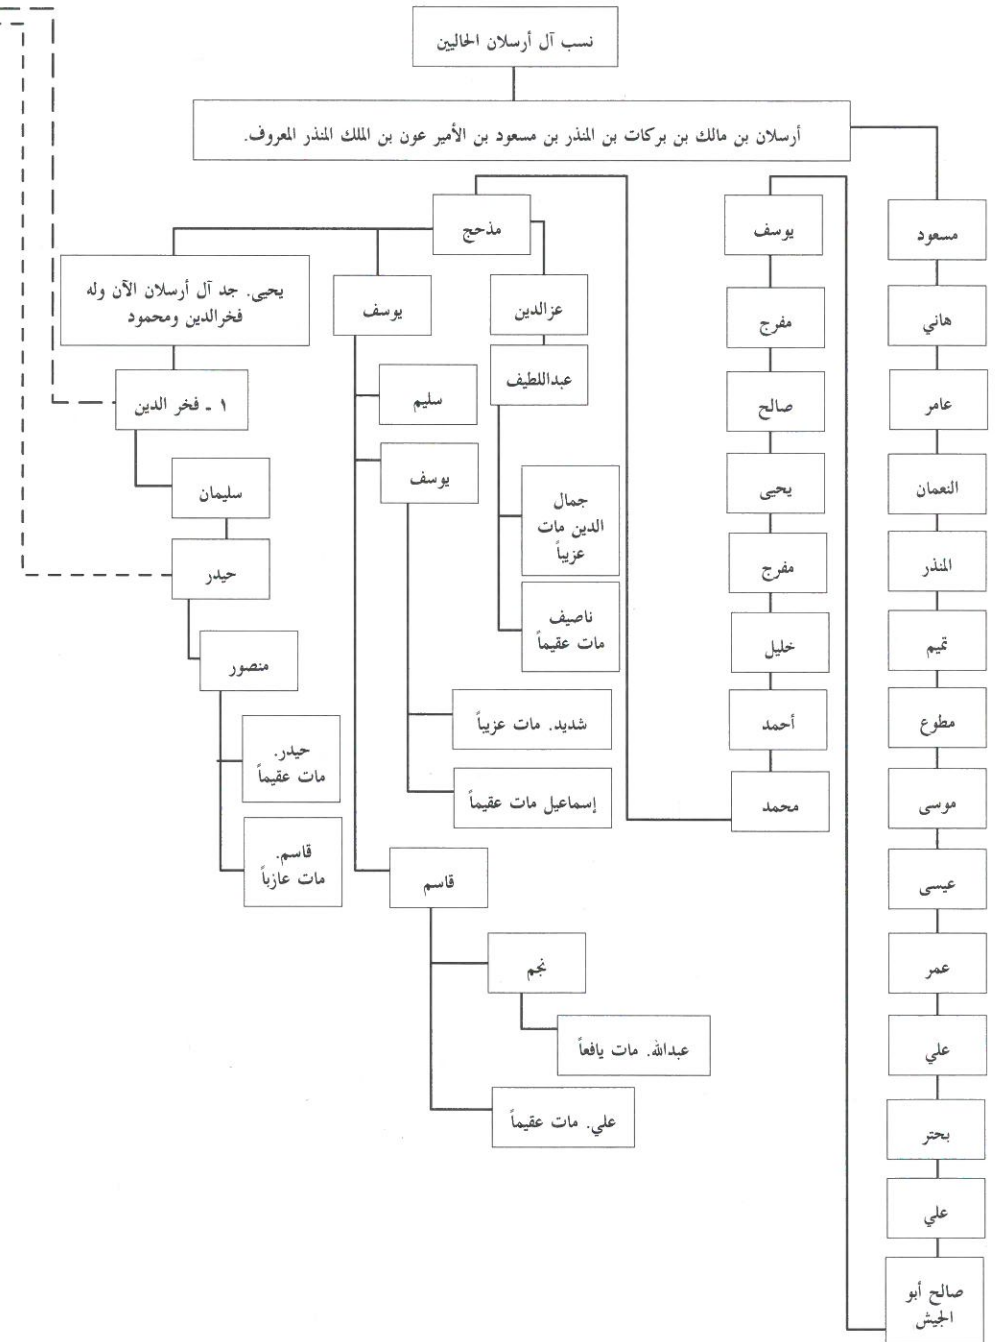 نسب آل أرسلان الحاليين
أرسلان بن مالك بن بركات بن المنذر بن مسعود بن الأمير عون بن الملك المنذر المعروف.
مسعود
هاني
عامر
النعمان
المنذر
تميم
مطوع
موسى
عيسى
عمر
علي
بحتر
علي
صالح أبو
الجيش
يوسف
مفرج
صالح
يحيى
مفرج
خليل
أحمد
محمد
مذحج
عزالدين
عبداللطيف
جمال
الدين مات
عزيباً
ناصيف
مات عقيماً
يوسف
سليم
يوسف
شديد. مات عزيباً
إسماعيل مات عقيماً
قاسم
نجم
عبدالله. مات يافعاً
علي. مات عقيماً
يحيى. جد آل أرسلان الآن وله
فخرالدين ومحمود
١ ـ فخر الدين
سليمان
حيدر
منصور
حيدر.
مات عقيماً
قاسم.
مات عازباً